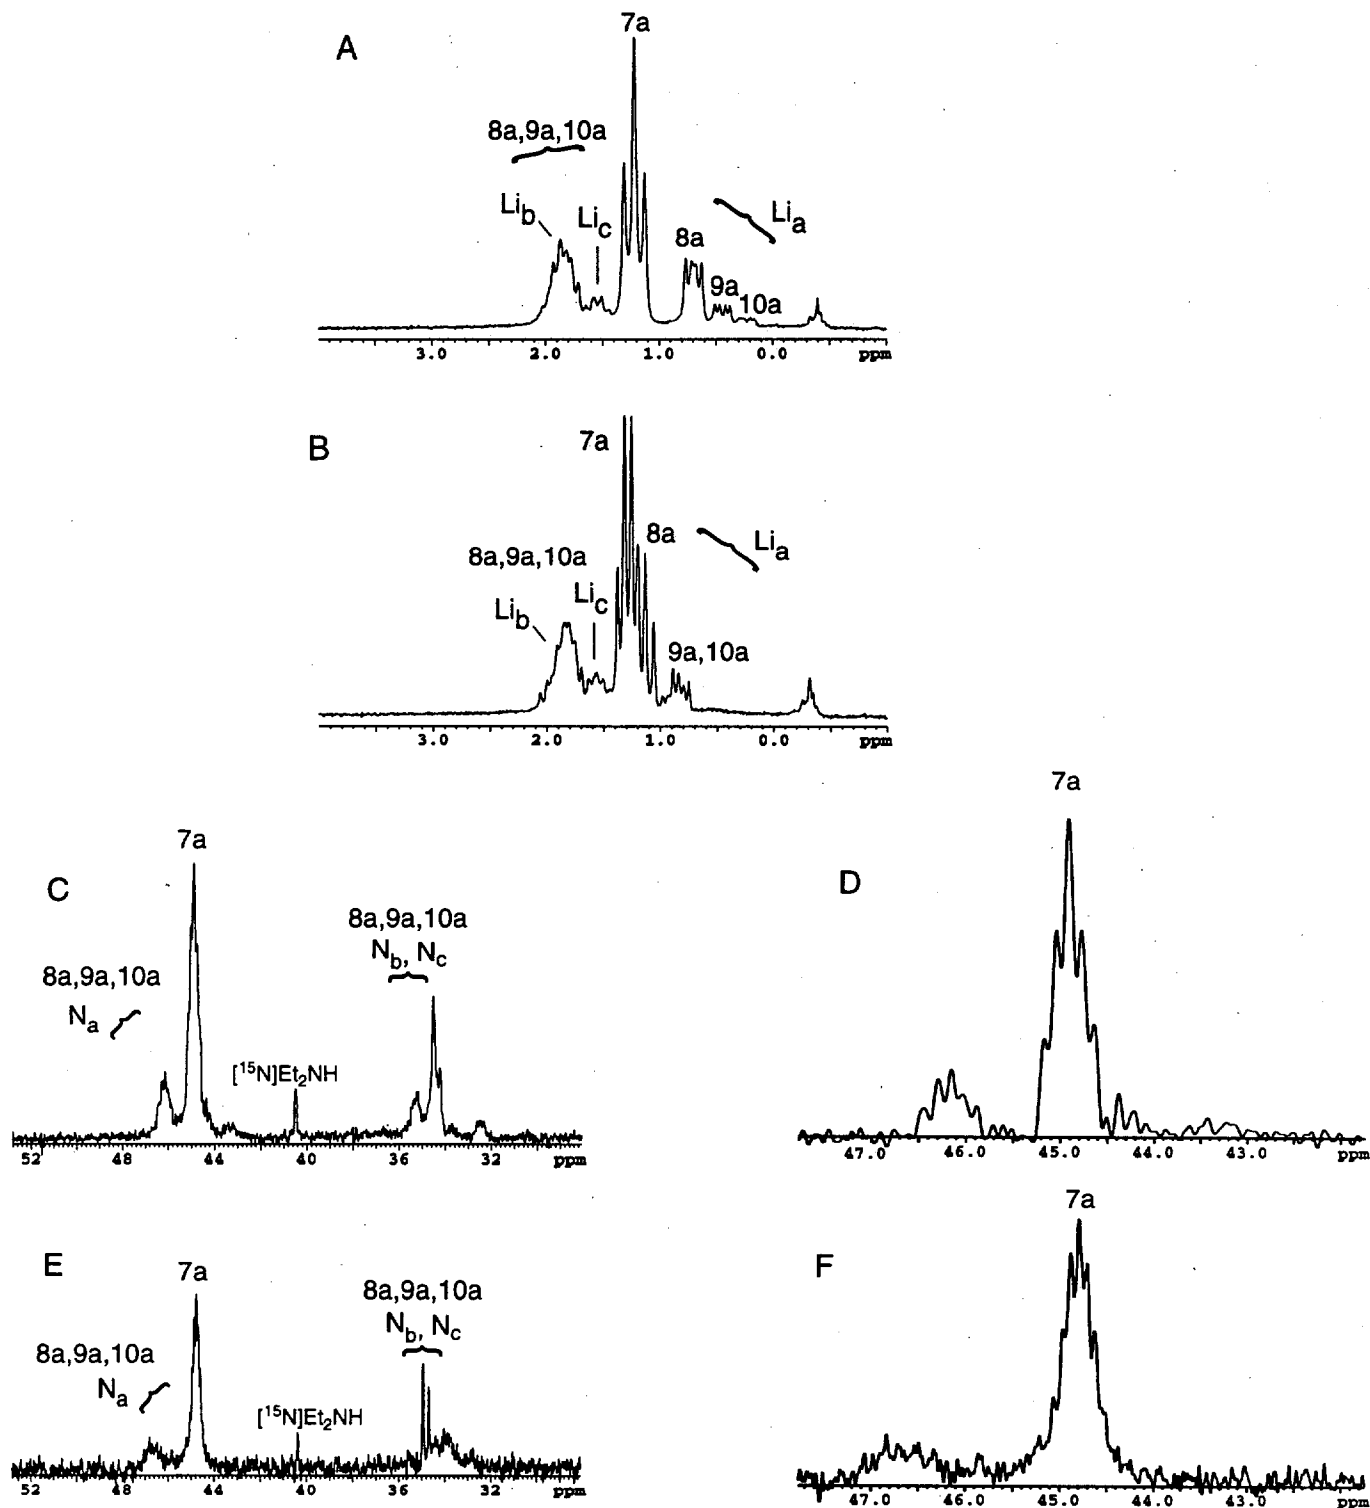 A
7a
8a,9a,10a
Li_b
Li_c
8a
Li_a
9a
10a
3.0 2.0 1.0 0.0 ppm
B
7a
8a
Li_a
8a,9a,10a
Li_c
Li_b
9a,10a
3.0 2.0 1.0 0.0 ppm
C
7a
8a,9a,10a
N_b, N_c
8a,9a,10a
N_a
[15N]Et2NH
52 48 44 40 36 32 ppm
D
7a
47.0 46.0 45.0 44.0 43.0 ppm
E
7a
8a,9a,10a
N_b, N_c
8a,9a,10a
N_a
[15N]Et2NH
52 48 44 40 36 32 ppm
F
7a
47.0 46.0 45.0 44.0 43.0 ppm